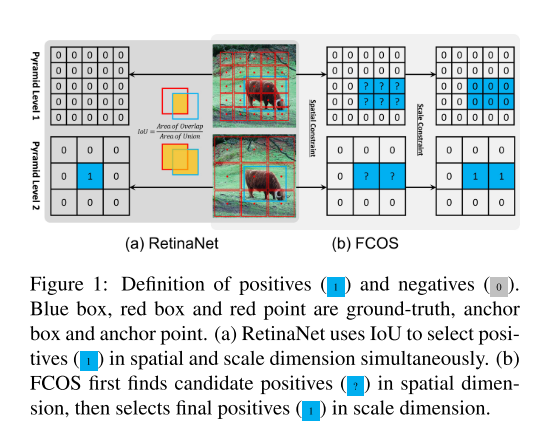 Pyramid Level 1
0 0 0 0 0
0 0 0 0 0
0 0 0 0 0
0 0 0 0 0
0 0 0 0 0
IoU = Area of Overlap
Area of Union
Spatial Constraint
0 0 0 0 0
0 0 0 0 0
0 0 ? ? ?
0 0 ? ? ?
0 0 0 0 0
Scale Constraint
0 0 0 0 0
0 0 0 0 0
0 0 0 0 0
0 0 0 0 0
0 0 0 0 0
Pyramid Level 2
0 0 0
0 1 0
0 0 0
0 0 0
0 ? ?
0 0 0
0 0 0
0 1 1
0 0 0
(a) RetinaNet
(b) FCOS
Figure 1: Definition of positives ( 1 ) and negatives ( 0 ).
Blue box, red box and red point are ground-truth, anchor
box and anchor point. (a) RetinaNet uses IoU to select posi-
tives ( 1 ) in spatial and scale dimension simultaneously. (b)
FCOS first finds candidate positives ( ? ) in spatial dimen-
sion, then selects final positives ( 1 ) in scale dimension.